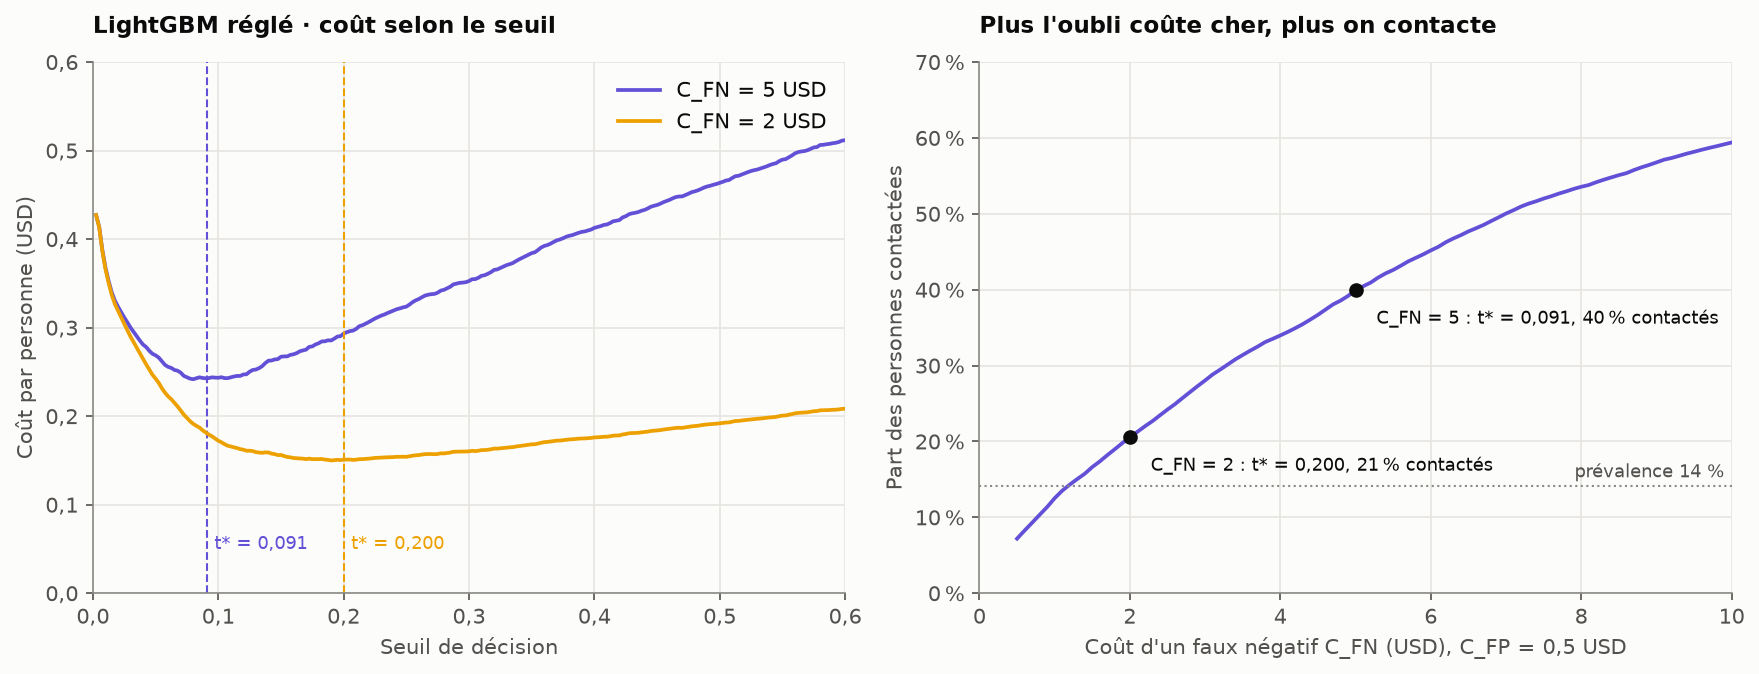 LightGBM réglé · coût selon le seuil
C_FN = 5 USD
C_FN = 2 USD
0,6
0,5
0,4
0,3
0,2
0,1
0,0
Coût par personne (USD)
t* = 0,091
t* = 0,200
0,0 0,1 0,2 0,3 0,4 0,5 0,6
Seuil de décision
Plus l'oubli coûte cher, plus on contacte
70 %
60 %
50 %
40 %
30 %
20 %
10 %
0 %
Part des personnes contactées
C_FN = 5 : t* = 0,091, 40 % contactés
C_FN = 2 : t* = 0,200, 21 % contactés
prévalence 14 %
0 2 4 6 8 10
Coût d'un faux négatif C_FN (USD), C_FP = 0,5 USD